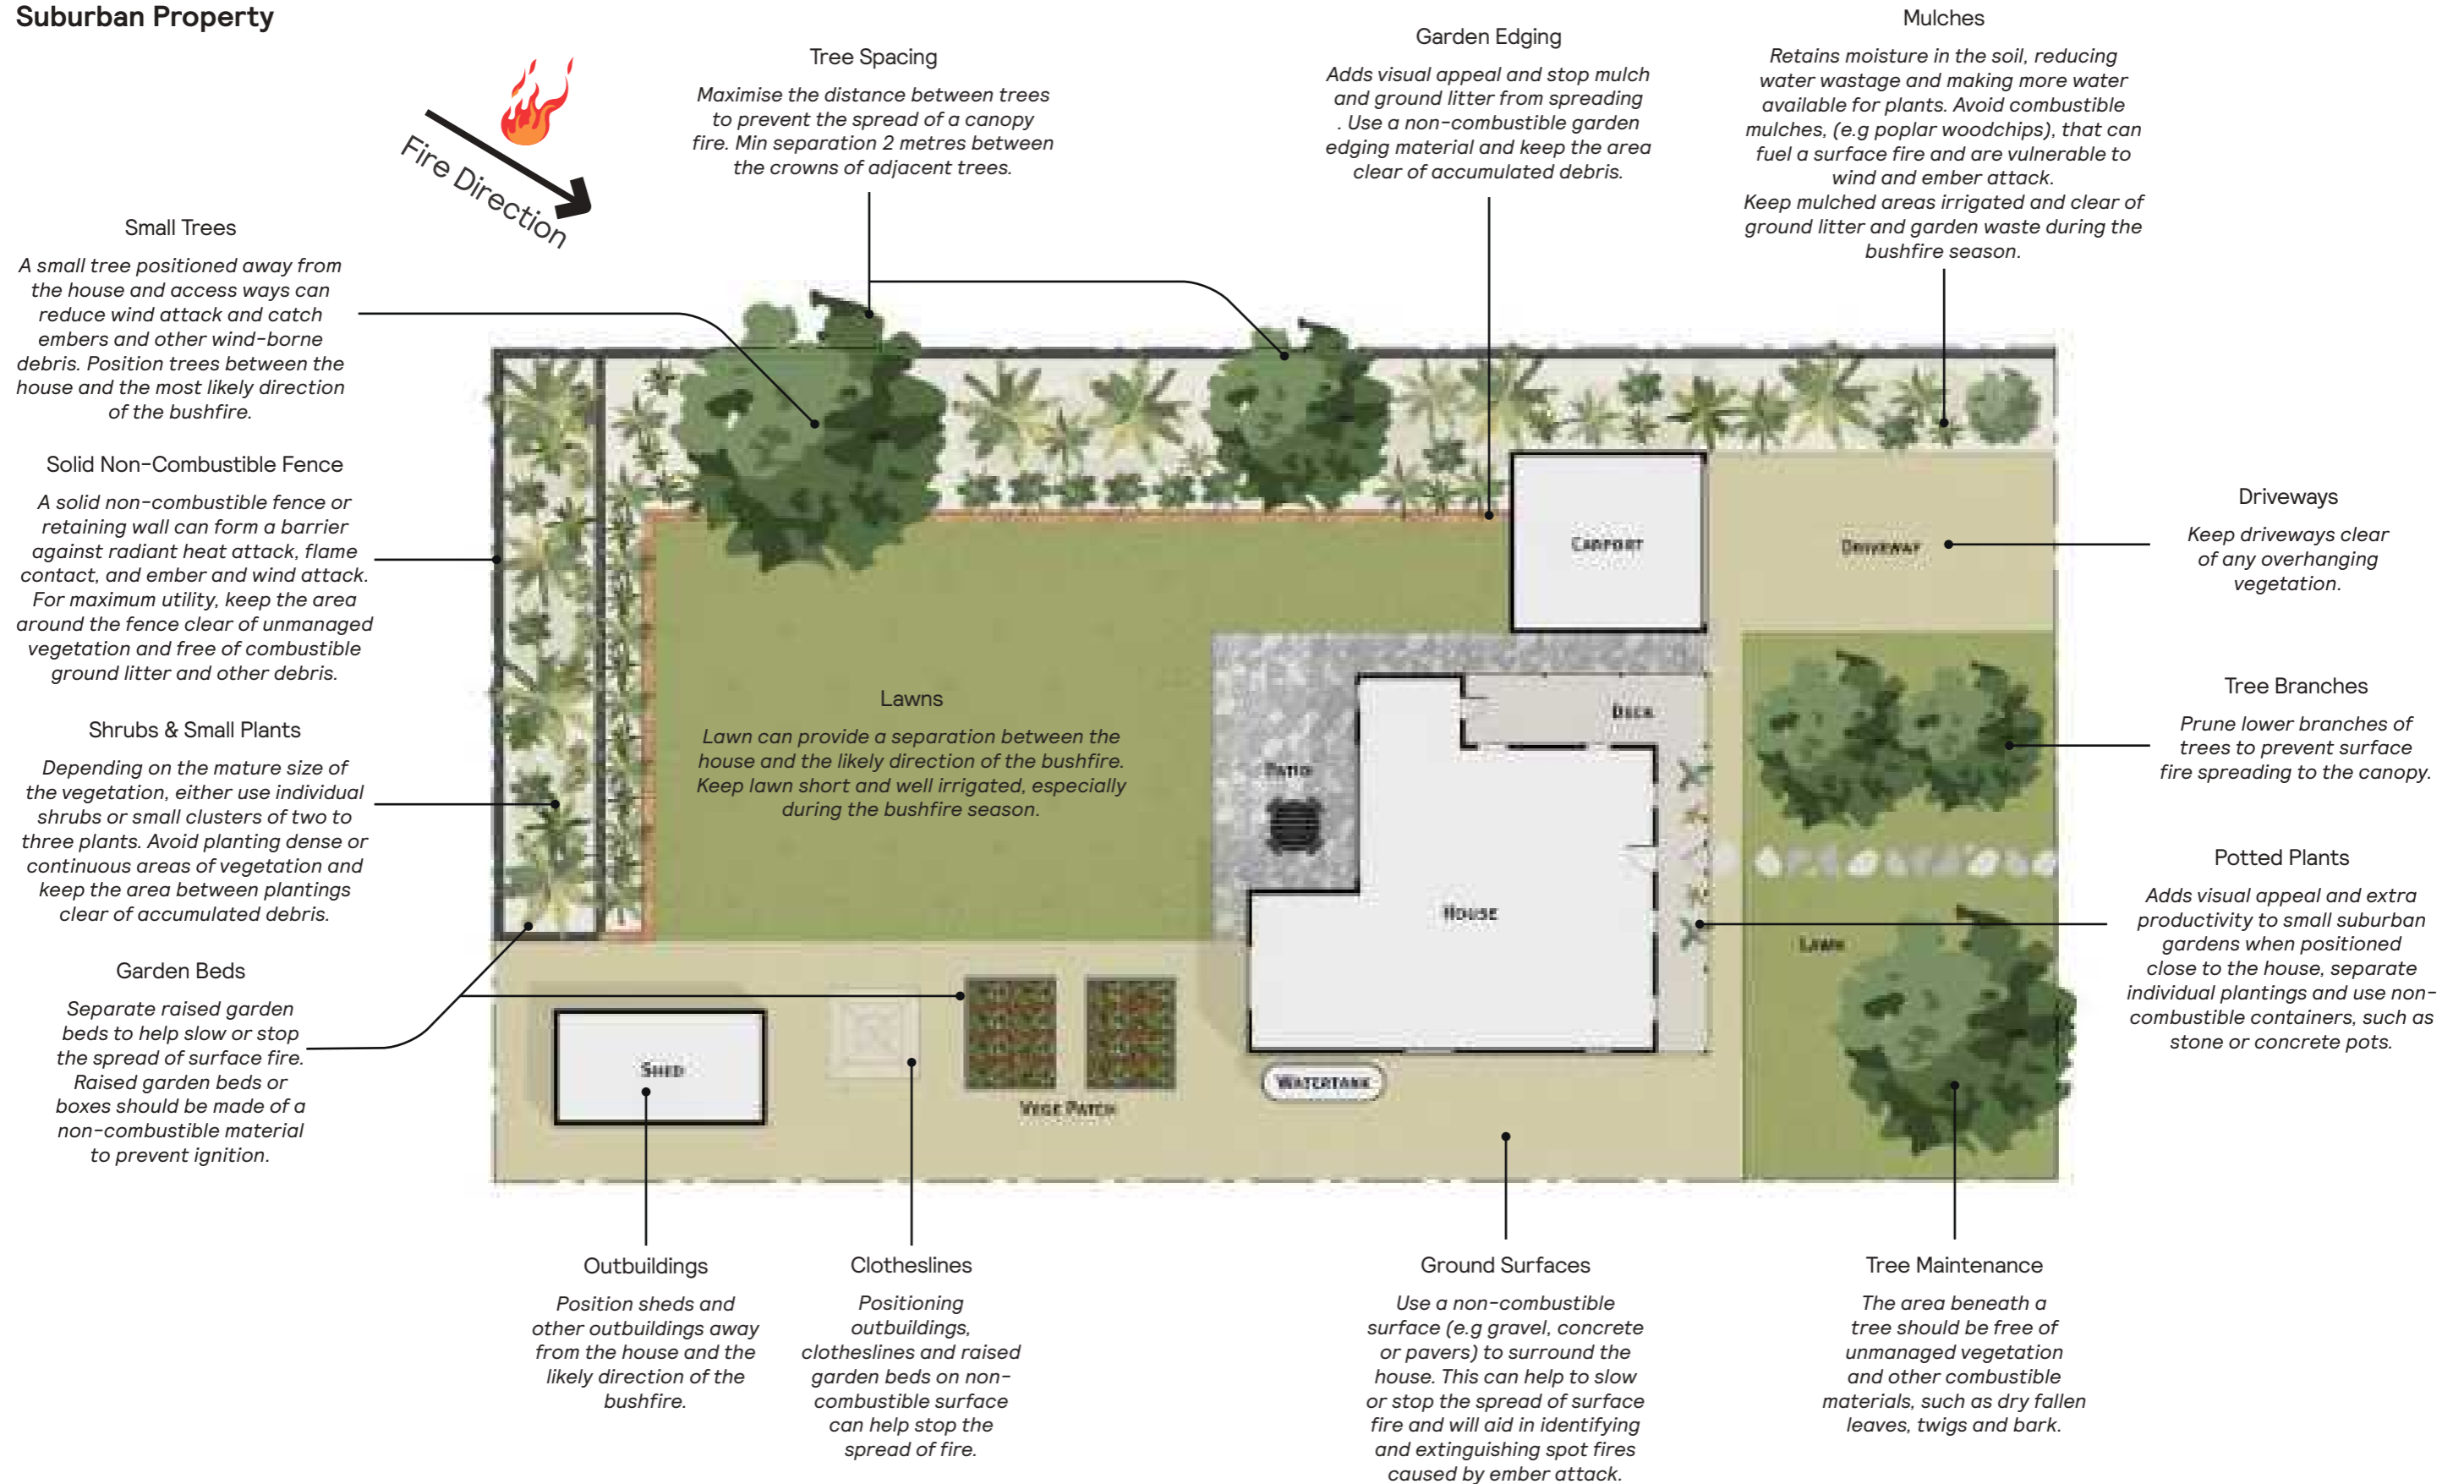 Suburban Property
Fire Direction
Tree Spacing
Maximise the distance between trees
to prevent the spread of a canopy
fire. Min separation 2 metres between
the crowns of adjacent trees.
Garden Edging
Adds visual appeal and stop mulch
and ground litter from spreading
. Use a non-combustible garden
edging material and keep the area
clear of accumulated debris.
Mulches
Retains moisture in the soil, reducing
water wastage and making more water
available for plants. Avoid combustible
mulches, (e.g poplar woodchips), that can
fuel a surface fire and are vulnerable to
wind and ember attack.
Keep mulched areas irrigated and clear of
ground litter and garden waste during the
bushfire season.
Small Trees
A small tree positioned away from
the house and access ways can
reduce wind attack and catch
embers and other wind-borne
debris. Position trees between the
house and the most likely direction
of the bushfire.
Solid Non-Combustible Fence
A solid non-combustible fence or
retaining wall can form a barrier
against radiant heat attack, flame
contact, and ember and wind attack.
For maximum utility, keep the area
around the fence clear of unmanaged
vegetation and free of combustible
ground litter and other debris.
Shrubs & Small Plants
Depending on the mature size of
the vegetation, either use individual
shrubs or small clusters of two to
three plants. Avoid planting dense or
continuous areas of vegetation and
keep the area between plantings
clear of accumulated debris.
Garden Beds
Separate raised garden
beds to help slow or stop
the spread of surface fire.
Raised garden beds or
boxes should be made of a
non-combustible material
to prevent ignition.
Lawns
Lawn can provide a separation between the
house and the likely direction of the bushfire.
Keep lawn short and well irrigated, especially
during the bushfire season.
CARPORT
DRIVEWAY
DECK
PATIO
HOUSE
LAWN
SHED
VEGE PATCH
WATERTANK
Driveways
Keep driveways clear
of any overhanging
vegetation.
Tree Branches
Prune lower branches of
trees to prevent surface
fire spreading to the canopy.
Potted Plants
Adds visual appeal and extra
productivity to small suburban
gardens when positioned
close to the house, separate
individual plantings and use non-
combustible containers, such as
stone or concrete pots.
Outbuildings
Position sheds and
other outbuildings away
from the house and the
likely direction of the
bushfire.
Clotheslines
Positioning
outbuildings,
clotheslines and raised
garden beds on non-
combustible surface
can help stop the
spread of fire.
Ground Surfaces
Use a non-combustible
surface (e.g gravel, concrete
or pavers) to surround the
house. This can help to slow
or stop the spread of surface
fire and will aid in identifying
and extinguishing spot fires
caused by ember attack.
Tree Maintenance
The area beneath a
tree should be free of
unmanaged vegetation
and other combustible
materials, such as dry fallen
leaves, twigs and bark.